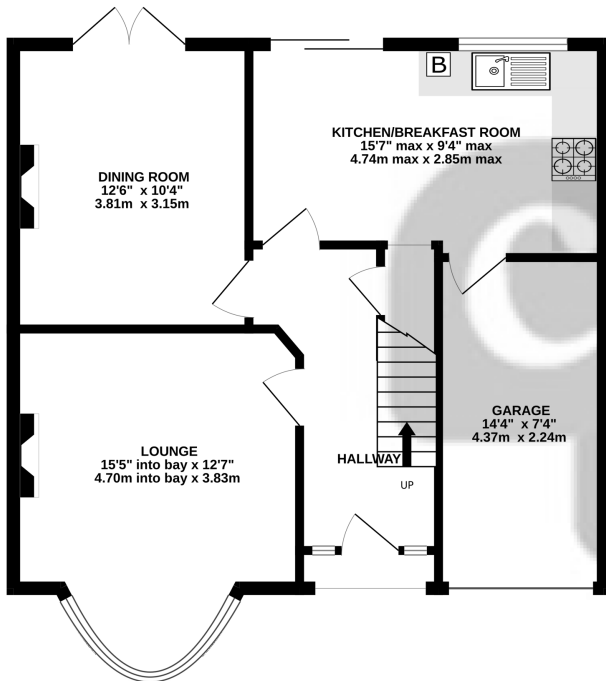 B
KITCHEN/BREAKFAST ROOM
15'7" max x 9'4" max
4.74m max x 2.85m max
DINING ROOM
12'6" x 10'4"
3.81m x 3.15m
GARAGE
14'4" x 7'4"
4.37m x 2.24m
LOUNGE
15'5" into bay x 12'7"
4.70m into bay x 3.83m
HALLWAY
UP